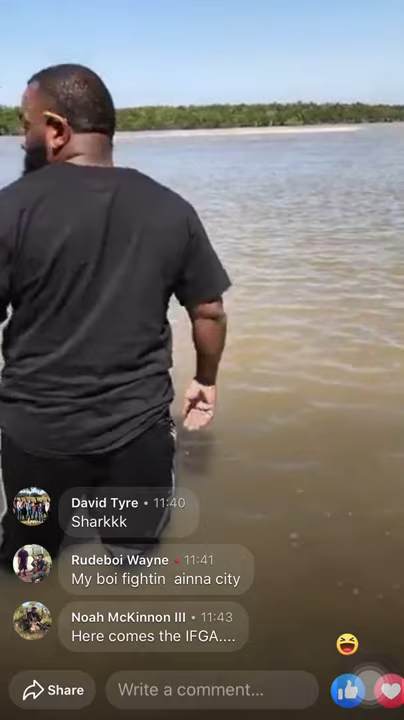 David Tyre • 11:40
Sharkkk
Rudeboi Wayne • 11:41
My boi fightin ainna city
Noah McKinnon III • 11:43
Here comes the IFGA....
Share
Write a comment...